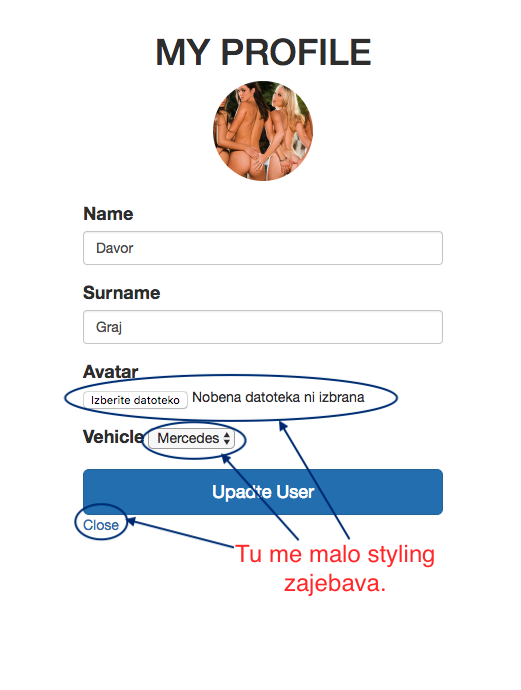 MY PROFILE
Name
Davor
Surname
Graj
Avatar
Izberite datoteko Nobena datoteka ni izbrana
Vehicle Mercedes
Upadte User
Close
Tu me malo styling
zajebava.